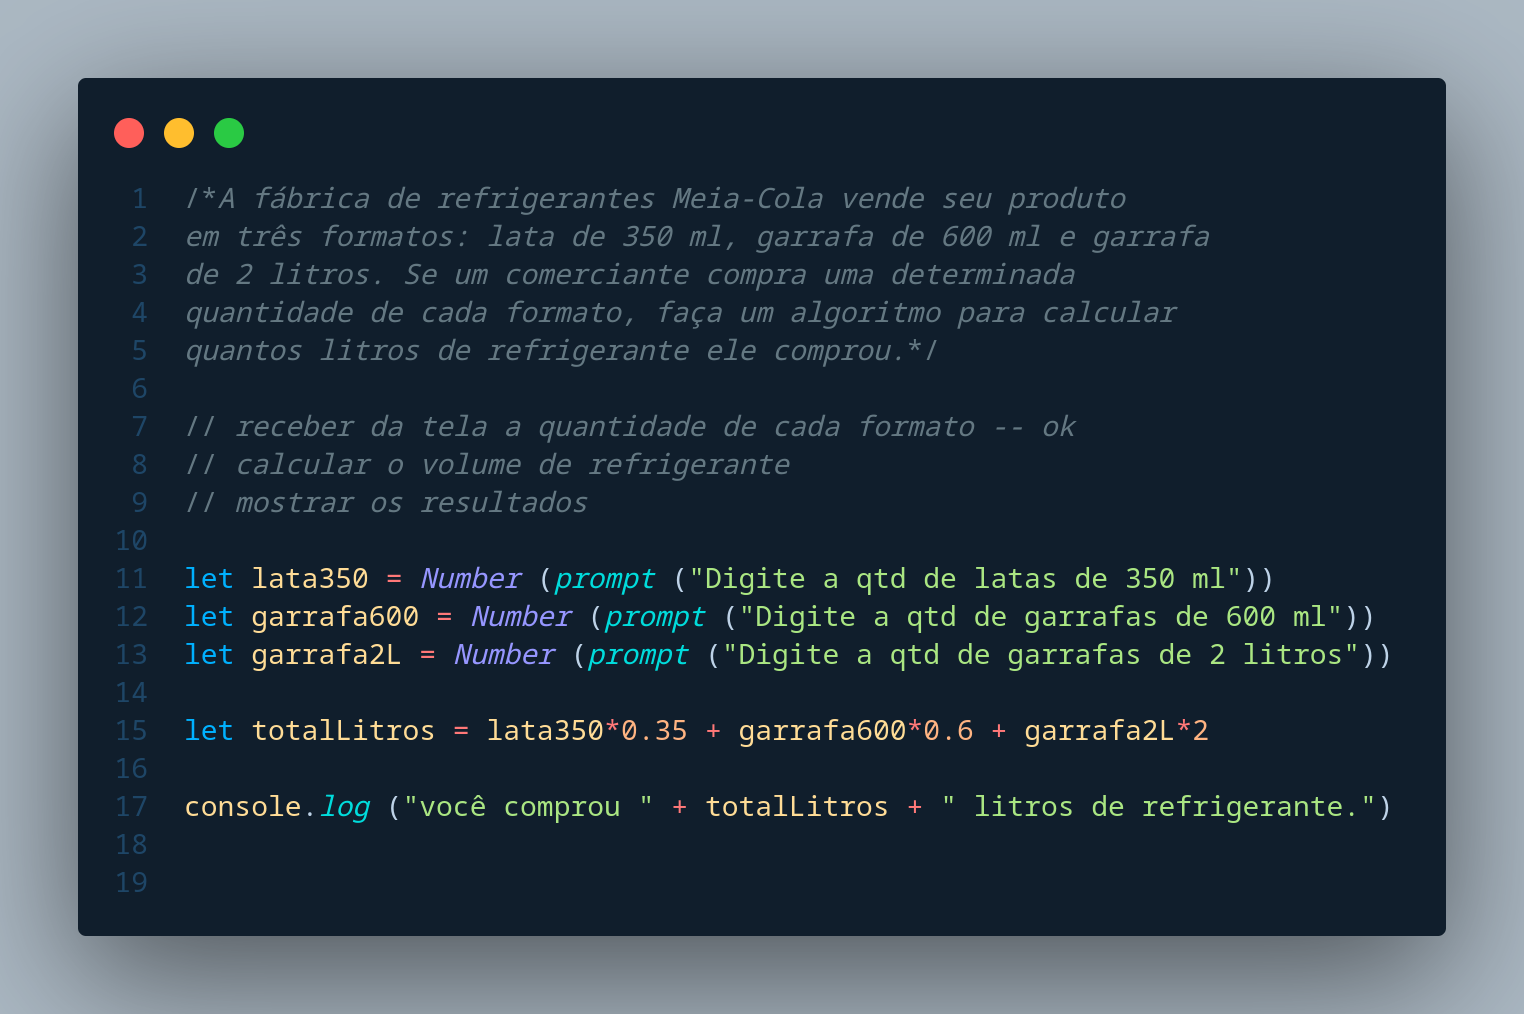 1 /*A fábrica de refrigerantes Meia-Cola vende seu produto
2 em três formatos: lata de 350 ml, garrafa de 600 ml e garrafa
3 de 2 litros. Se um comerciante compra uma determinada
4 quantidade de cada formato, faça um algoritmo para calcular
5 quantos litros de refrigerante ele comprou.*/
6
7 // receber da tela a quantidade de cada formato -- ok
8 // calcular o volume de refrigerante
9 // mostrar os resultados
10
11 let lata350 = Number (prompt ("Digite a qtd de latas de 350 ml"))
12 let garrafa600 = Number (prompt ("Digite a qtd de garrafas de 600 ml"))
13 let garrafa2L = Number (prompt ("Digite a qtd de garrafas de 2 litros"))
14
15 let totalLitros = lata350*0.35 + garrafa600*0.6 + garrafa2L*2
16
17 console.log ("você comprou " + totalLitros + " litros de refrigerante.")
18
19